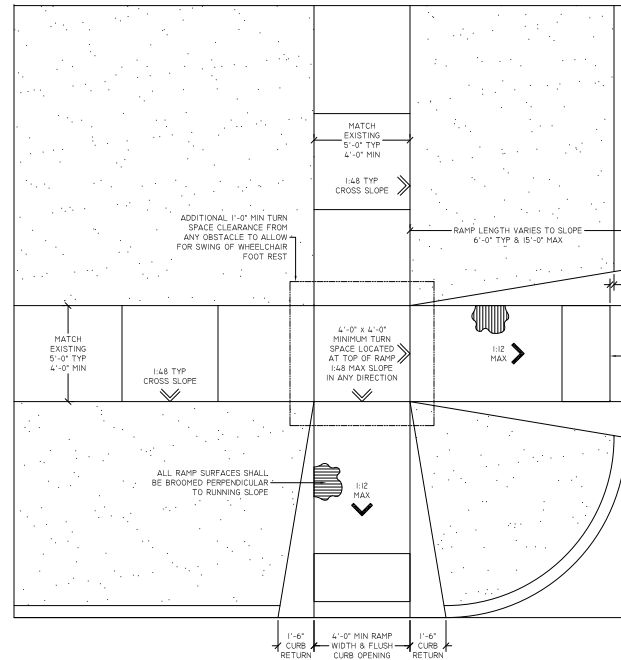 MATCH
EXISTING
5'-0" TYP
4'-0" MIN
1:48 TYP
CROSS SLOPE
ADDITIONAL 1'-0" MIN TURN
SPACE CLEARANCE FROM
ANY OBSTACLE TO ALLOW
FOR SWING OF WHEELCHAIR
FOOT REST
RAMP LENGTH VARIES TO SLOPE
6'-0" TYP & 15'-0" MAX
MATCH
EXISTING
5'-0" TYP
4'-0" MIN
1:48 TYP
CROSS SLOPE
4'-0" x 4'-0"
MINIMUM TURN
SPACE LOCATED
AT TOP OF RAMP
1:48 MAX SLOPE
IN ANY DIRECTION
1:12
MAX
ALL RAMP SURFACES SHALL
BE BROOMED PERPENDICULAR
TO RUNNING SLOPE
1:12
MAX
1'-6"
CURB
RETURN
4'-0" MIN RAMP
WIDTH & FLUSH
CURB OPENING
1'-6"
CURB
RETURN